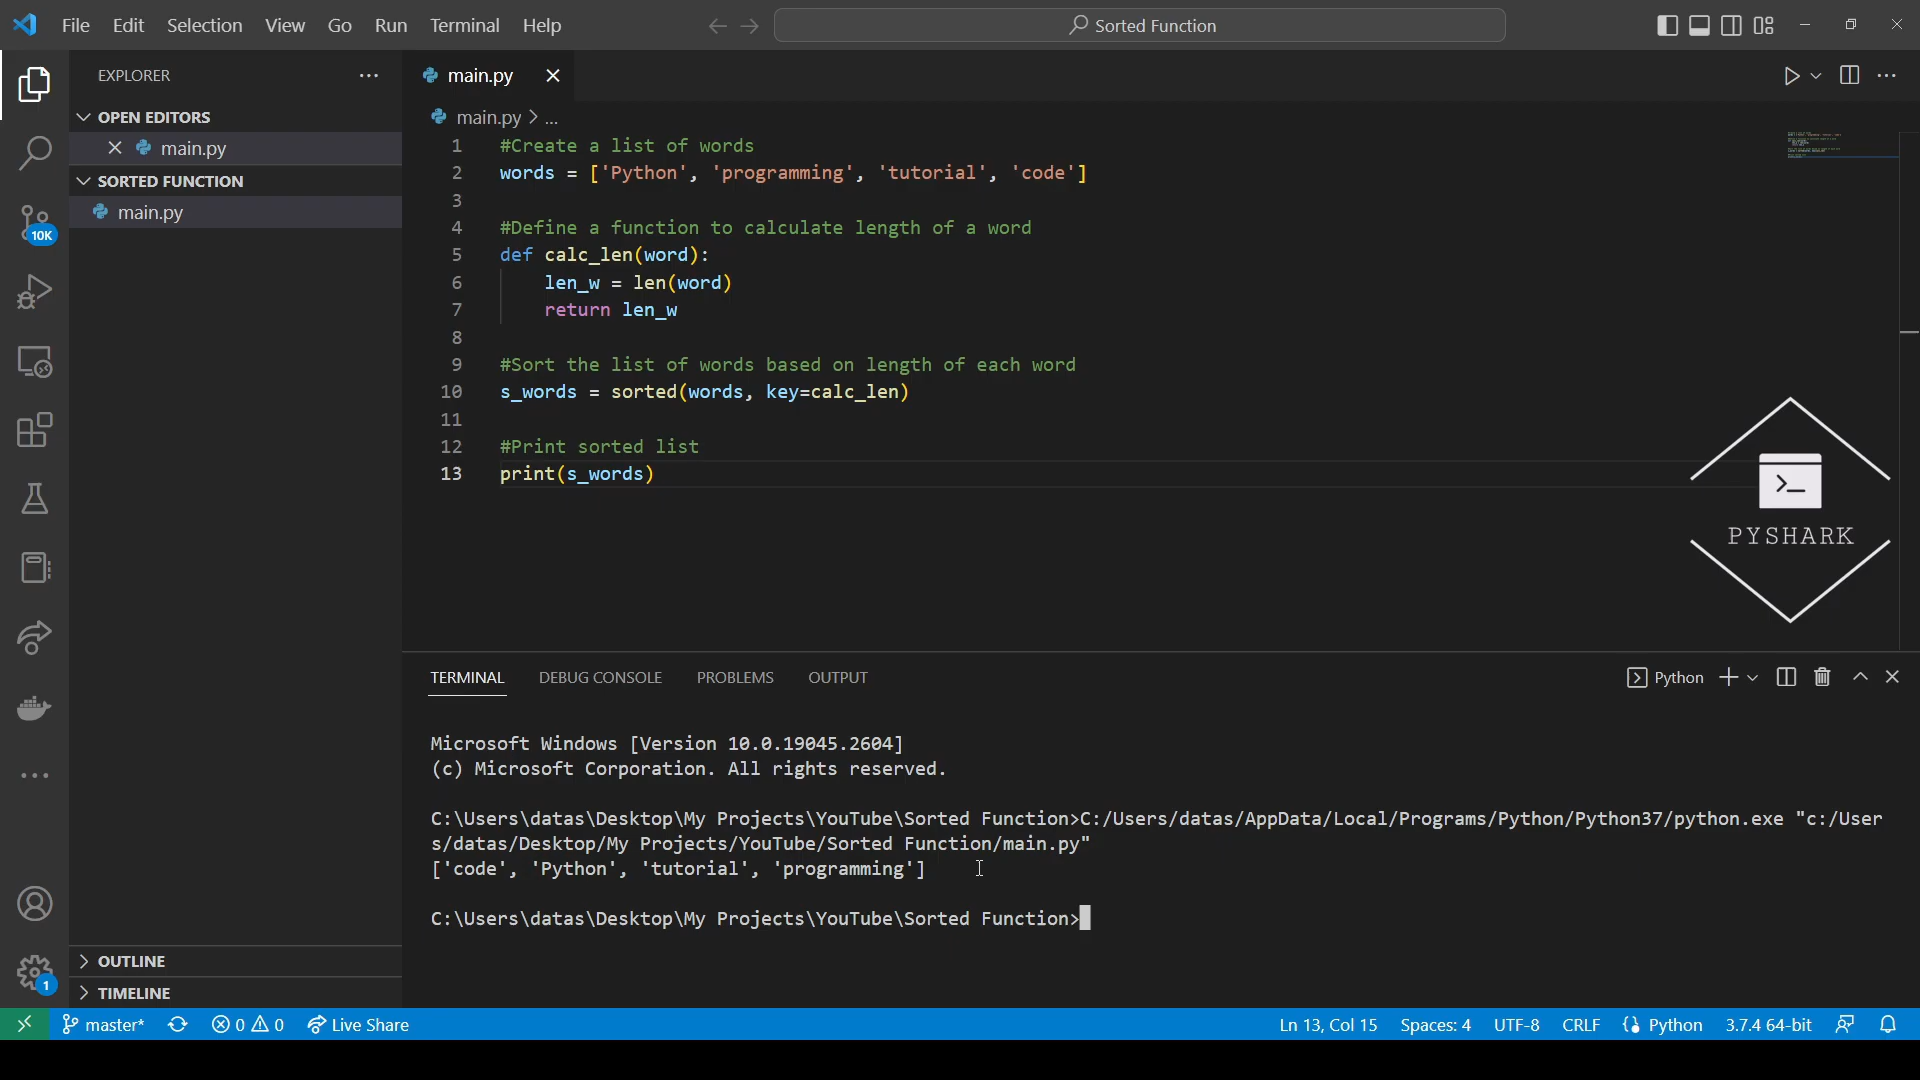 File Edit Selection View Go Run Terminal Help
Sorted Function
EXPLORER
OPEN EDITORS
main.py
SORTED FUNCTION
main.py
10K
1
OUTLINE
TIMELINE
main.py
main.py > ...
1 #Create a list of words
2 words = ['Python', 'programming', 'tutorial', 'code']
3
4 #Define a function to calculate length of a word
5 def calc_len(word):
6 len_w = len(word)
7 return len_w
8
9 #Sort the list of words based on length of each word
10 s_words = sorted(words, key=calc_len)
11
12 #Print sorted list
13 print(s_words)
PYSHARK
TERMINAL DEBUG CONSOLE PROBLEMS OUTPUT
Python
Microsoft Windows [Version 10.0.19045.2604]
(c) Microsoft Corporation. All rights reserved.
C:\Users\datas\Desktop\My Projects\YouTube\Sorted Function>C:/Users/datas/AppData/Local/Programs/Python/Python37/python.exe "c:/User
s/datas/Desktop/My Projects/YouTube/Sorted Function/main.py"
['code', 'Python', 'tutorial', 'programming']
C:\Users\datas\Desktop\My Projects\YouTube\Sorted Function>
master* 0 0 Live Share Ln 13, Col 15 Spaces: 4 UTF-8 CRLF Python 3.7.4 64-bit